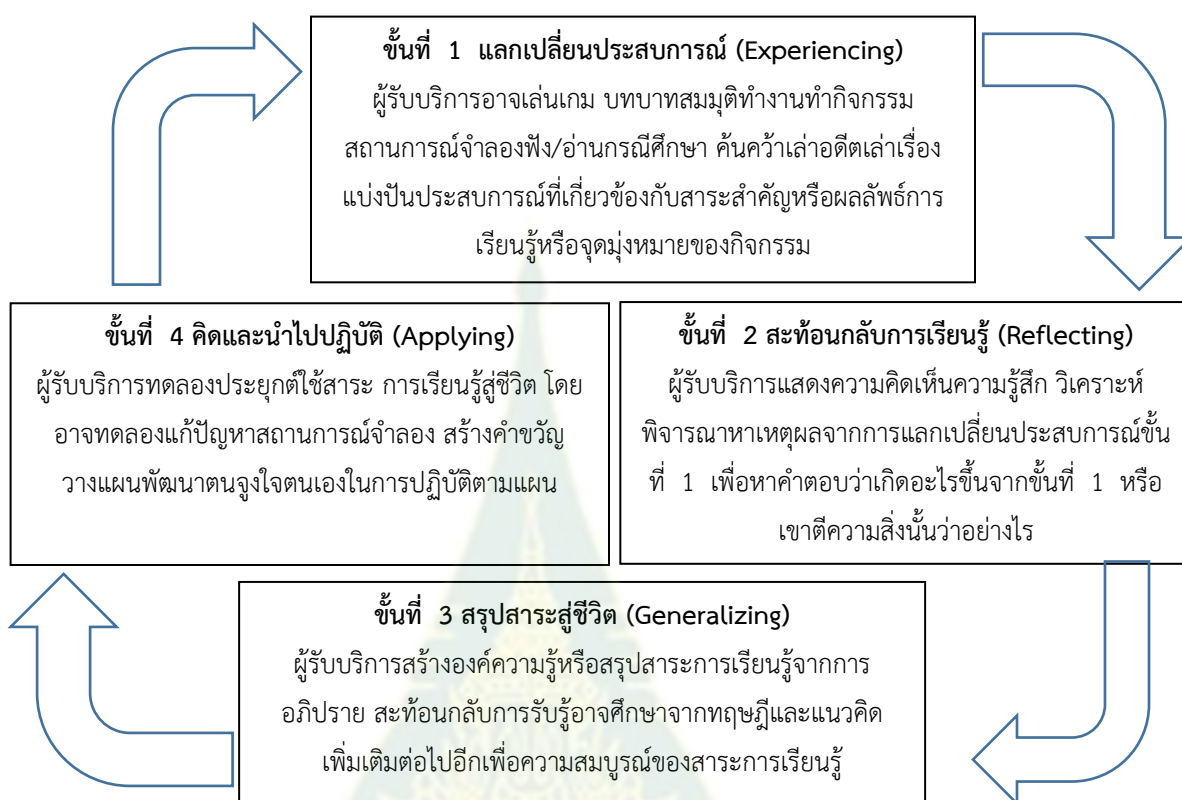 ขั้นที่ 1 แลกเปลี่ยนประสบการณ์ (Experiencing)
ผู้รับบริการอาจเล่นเกม บทบาทสมมุติทำงานทำกิจกรรม
สถานการณ์จำลองฟัง/อ่านกรณีศึกษา ค้นคว้าเล่าอดีตเล่าเรื่อง
แบ่งปันประสบการณ์ที่เกี่ยวข้องกับสาระสำคัญหรือผลลัพธ์การ
เรียนรู้หรือจุดมุ่งหมายของกิจกรรม
ขั้นที่ 2 สะท้อนกลับการเรียนรู้ (Reflecting)
ผู้รับบริการแสดงความคิดเห็นความรู้สึก วิเคราะห์
พิจารณาหาเหตุผลจากการแลกเปลี่ยนประสบการณ์ขั้น
ที่ 1 เพื่อหาคำตอบว่าเกิดอะไรขึ้นจากขั้นที่ 1 หรือ
เขาตีความสิ่งนั้นว่าอย่างไร
ขั้นที่ 3 สรุปสาระสู่ชีวิต (Generalizing)
ผู้รับบริการสร้างองค์ความรู้หรือสรุปสาระการเรียนรู้จากการ
อภิปราย สะท้อนกลับการรับรู้อาจศึกษาจากทฤษฎีและแนวคิด
เพิ่มเติมต่อไปอีกเพื่อความสมบูรณ์ของสาระการเรียนรู้
ขั้นที่ 4 คิดและนำไปปฏิบัติ (Applying)
ผู้รับบริการทดลองประยุกต์ใช้สาระ การเรียนรู้สู่ชีวิต โดย
อาจทดลองแก้ปัญหาสถานการณ์จำลอง สร้างคำขวัญ
วางแผนพัฒนาตนจูงใจตนเองในการปฏิบัติตามแผน